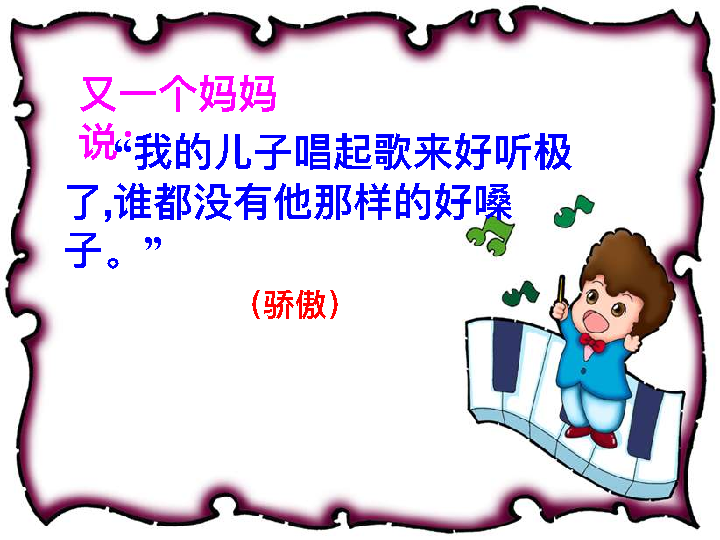 又一个妈妈
说：
“我的儿子唱起歌来好听极
了,谁都没有他那样的好嗓
子。”
（骄傲）